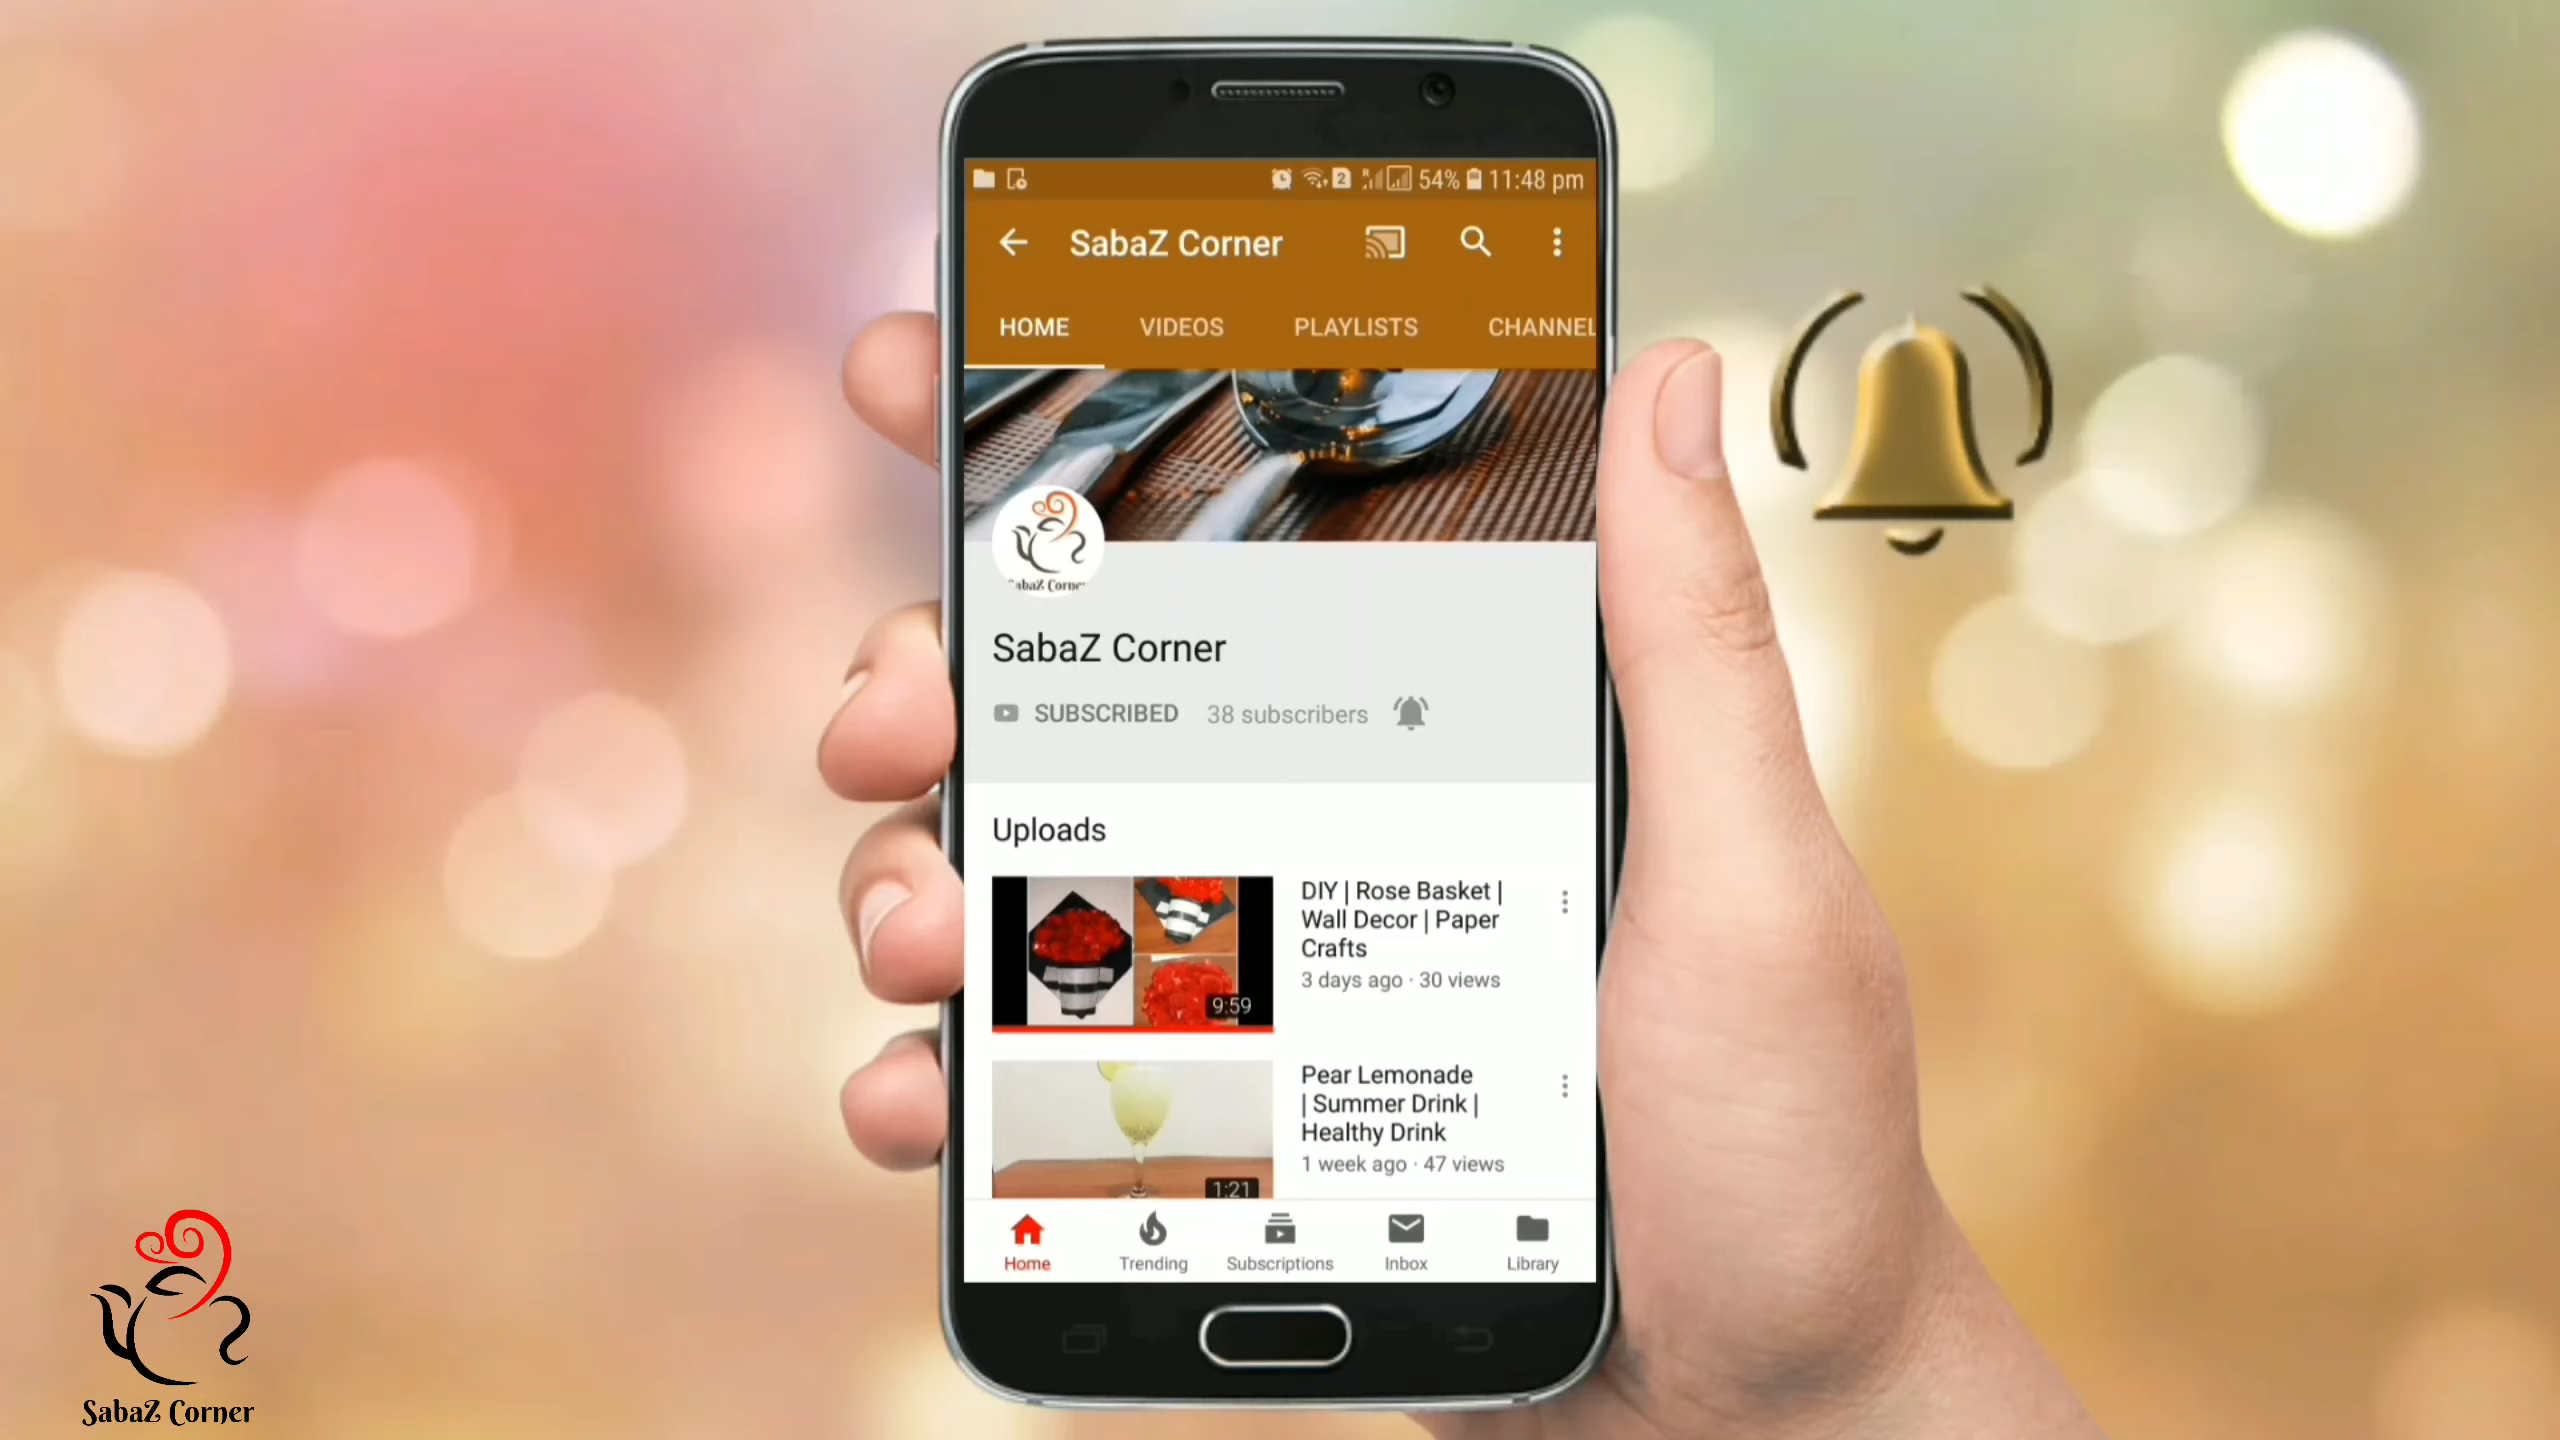 54% 11:48 pm
SabaZ Corner
HOME VIDEOS PLAYLISTS CHANNEL
SabaZ Corner
SabaZ Corner
SUBSCRIBED 38 subscribers
Uploads
DIY | Rose Basket |
Wall Decor | Paper
Crafts
3 days ago · 30 views
9:59
Pear Lemonade
| Summer Drink |
Healthy Drink
1 week ago · 47 views
1:21
Home Trending Subscriptions Inbox Library
SabaZ Corner